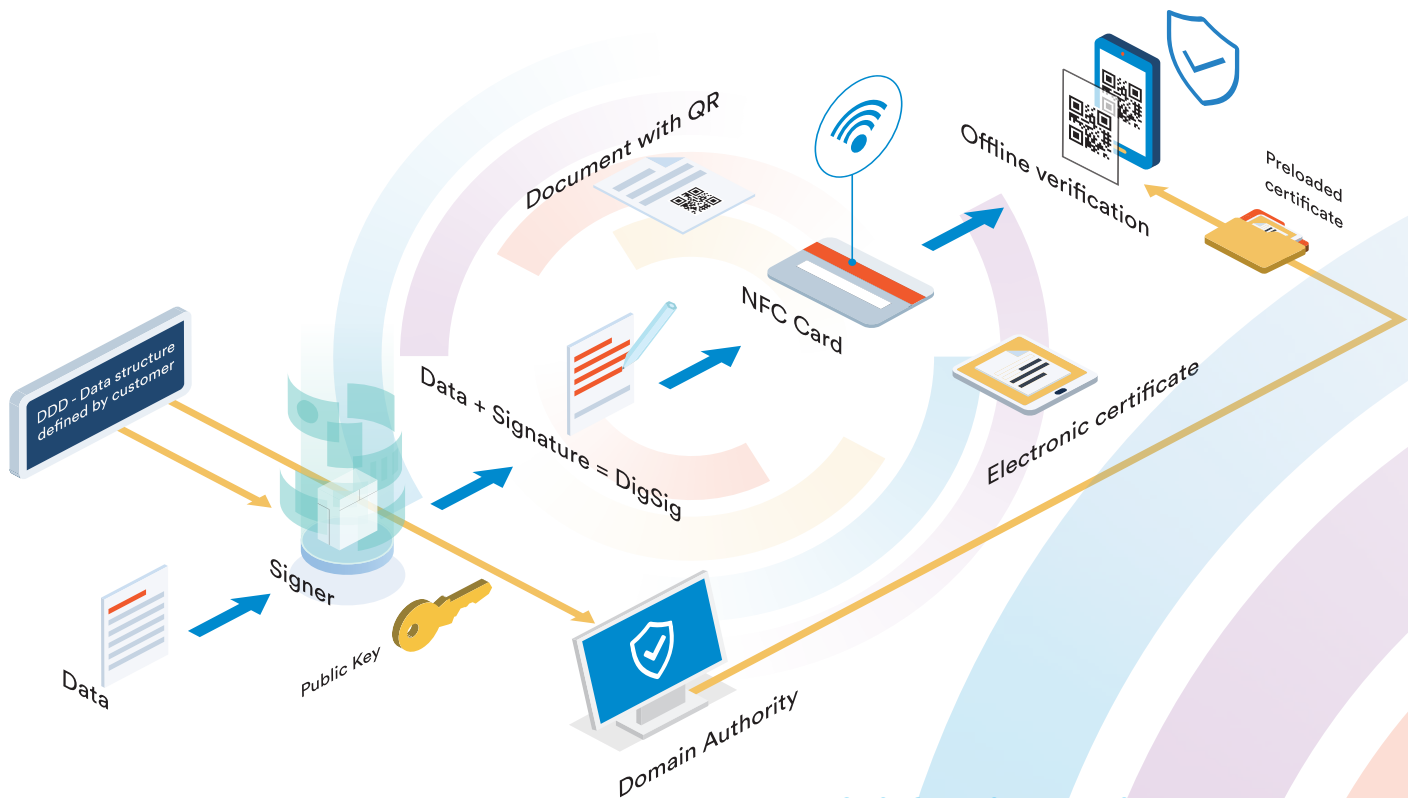 Document with QR
Offline verification
Preloaded
certificate
NFC Card
DDD - Data structure
defined by customer
Data + Signature = DigSig
Electronic certificate
Signer
Public Key
Data
Domain Authority